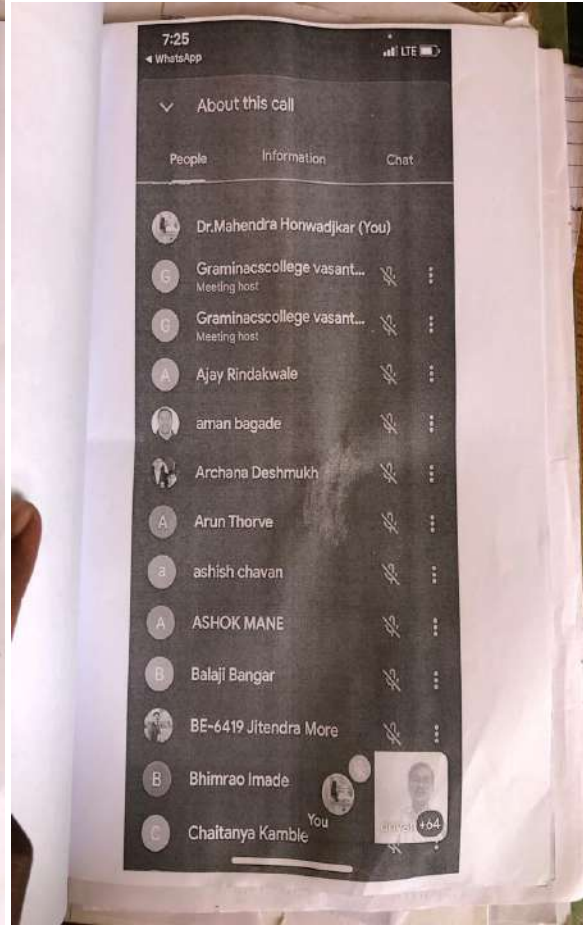 7:25
LTE
◄ WhatsApp
About this call
People Information Chat
Dr.Mahendra Honwadjkar (You)
G Graminacscollege vasant...
Meeting host
G Graminacscollege vasant...
Meeting host
A Ajay Rindakwale
aman bagade
Archana Deshmukh
A Arun Thorve
a ashish chavan
A ASHOK MANE
B Balaji Bangar
BE-6419 Jitendra More
B Bhimrao Imade
C Chaitanya Kamble
You
+64